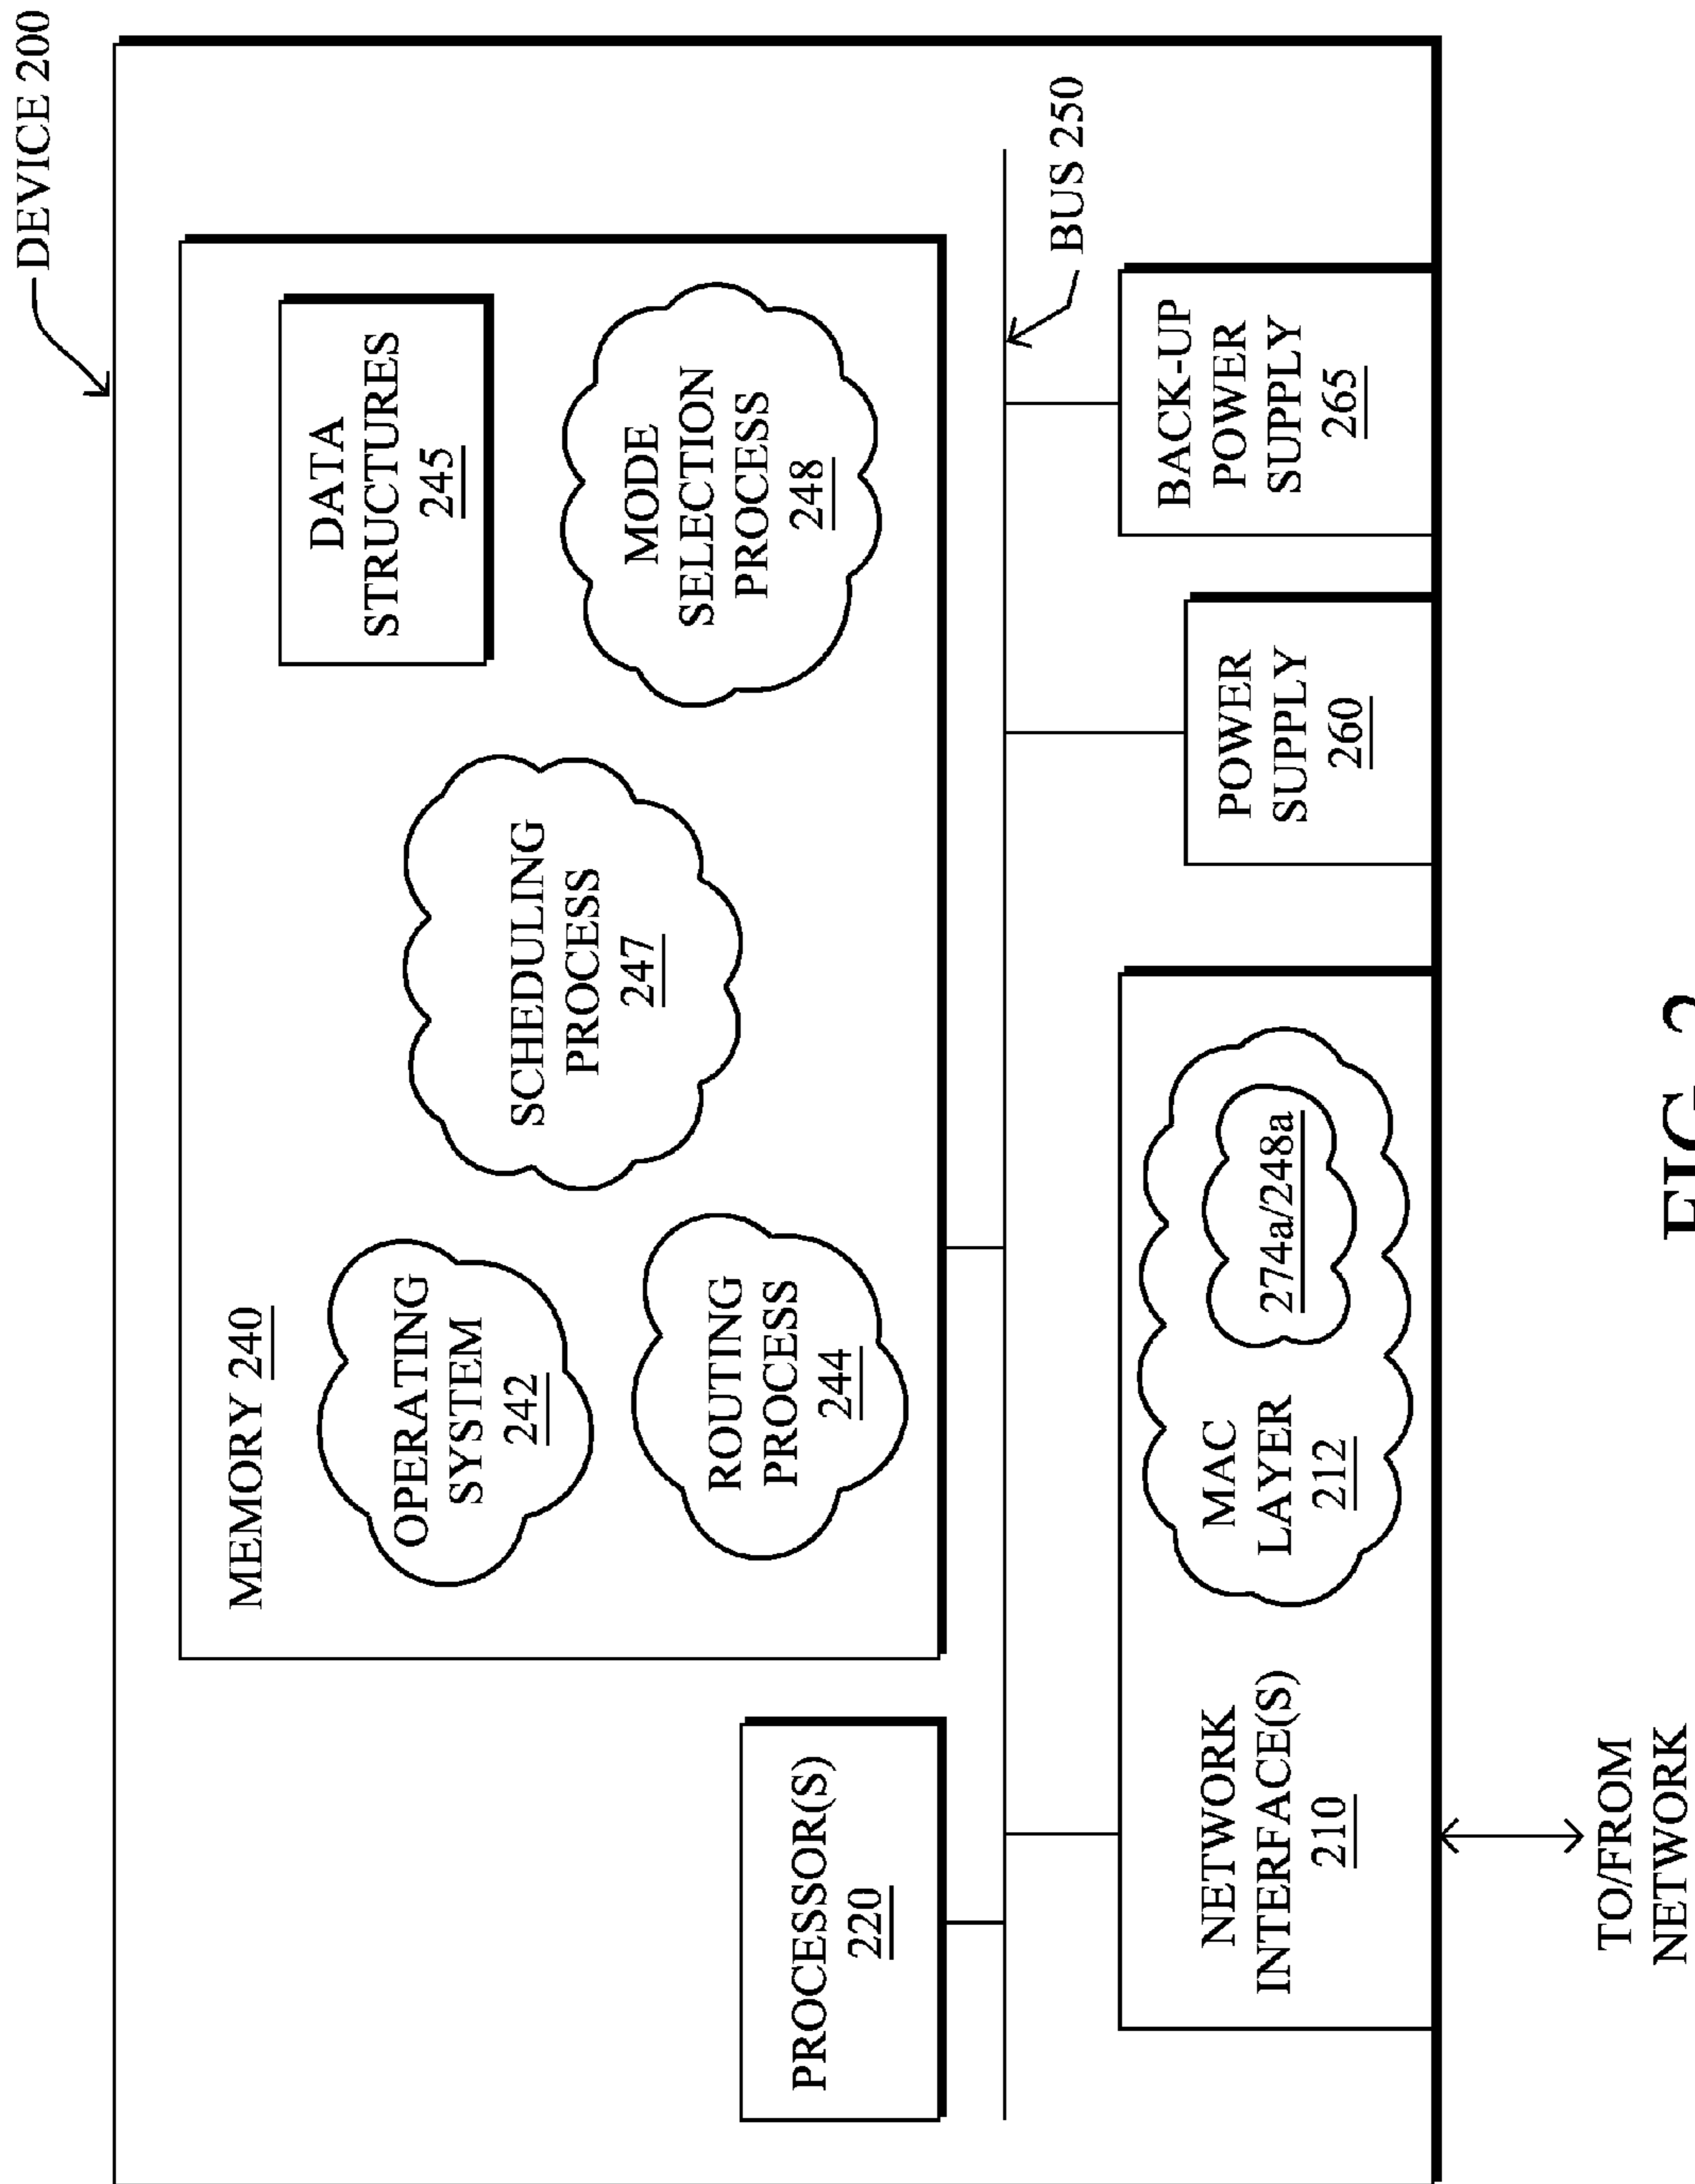 DEVICE 200
MEMORY 240
OPERATING
SYSTEM
242
ROUTING
PROCESS
244
SCHEDULING
PROCESS
247
DATA
STRUCTURES
245
MODE
SELECTION
PROCESS
248
PROCESSOR(S)
220
BUS 250
NETWORK
INTERFACE(S)
210
MAC
LAYER
212
274a/248a
POWER
SUPPLY
260
BACK-UP
POWER
SUPPLY
265
TO/FROM
NETWORK
FIG. 2